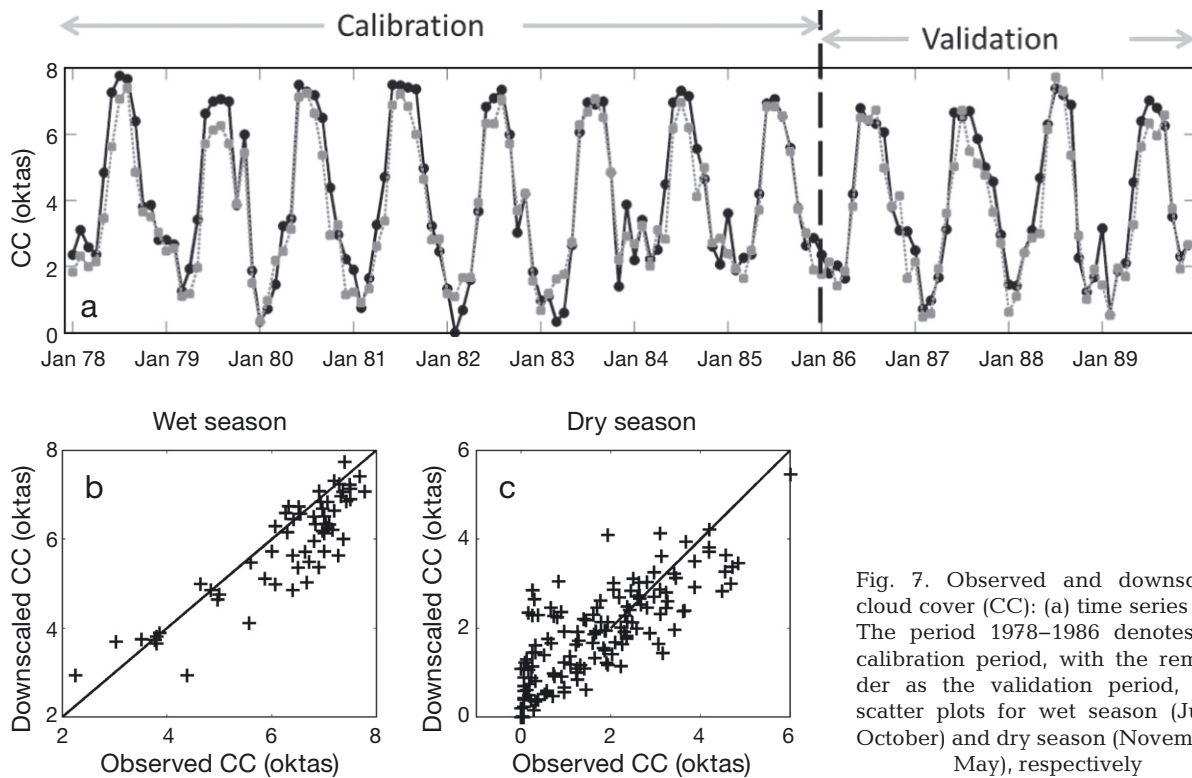 Calibration
Validation
8
6
4
2
0
CC (oktas)
a
Jan 78 Jan 79 Jan 80 Jan 81 Jan 82 Jan 83 Jan 84 Jan 85 Jan 86 Jan 87 Jan 88 Jan 89
Wet season
8
6
4
2
Downscaled CC (oktas)
b
2 4 6 8
Observed CC (oktas)
Dry season
6
4
2
0
Downscaled CC (oktas)
c
0 2 4 6
Observed CC (oktas)
Fig. 7. Observed and
cloud cover (CC): (a) time series
The period 1978–1986 denotes
calibration period, with the
der as the validation period,
scatter plots for wet season
October) and dry season
May), respectively